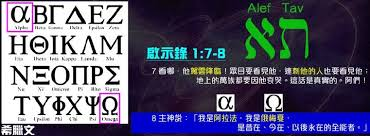 ΑΒΓΔΕΖ
Alpha Beta Gamma Delta Epsilon Zeta
ΗΘΙΚΛΜ
Eta Theta Iota Kappa Lambda Mu
ΝΞΟΠΡΣ
Nu Xi Omicron Pi Rho Sigma
ΤΥΦΧΨΩ
Tau Upsilon Phi Chi Psi Omega
希臘文
Alef Tav
את
啟示錄 1:7-8
7 看哪,他駕雲降臨!眾目要看見他,連刺他的人也要看見他;
地上的萬族都要因他哀哭。這話是真實的。阿們!
α Ω
8 主神說:「我是阿拉法,我是俄梅戛,
是昔在、今在、以後永在的全能者。」